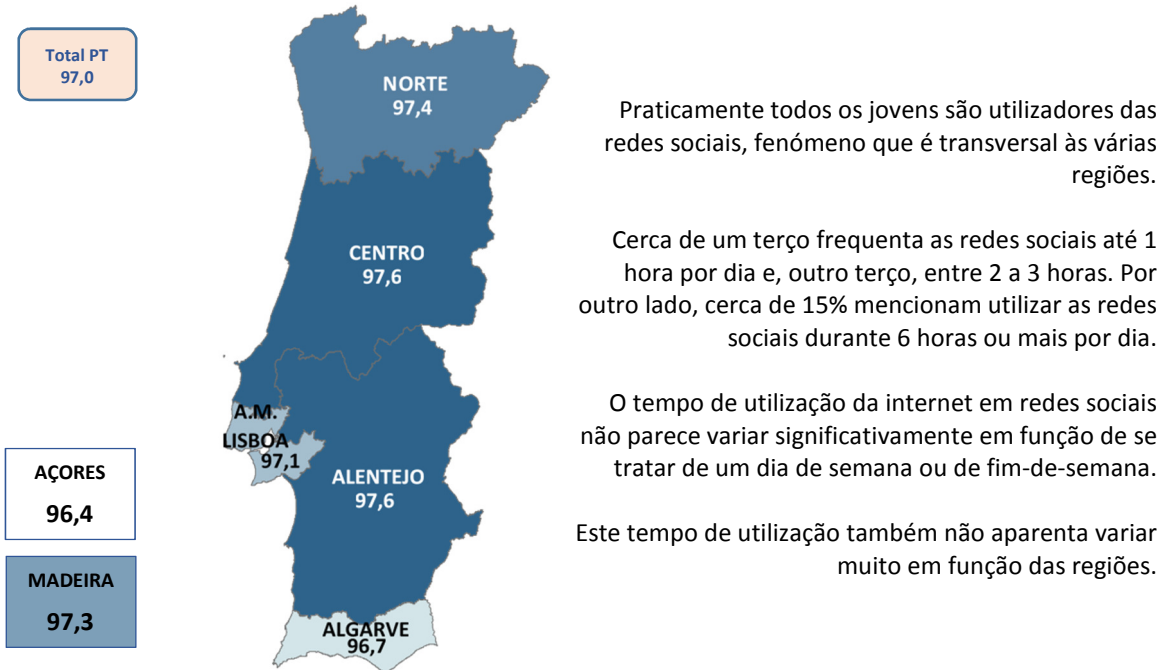 Total PT
97,0
NORTE
97,4
CENTRO
97,6
A.M.
LISBOA
97,1
ALENTEJO
97,6
ALGARVE
96,7
AÇORES
96,4
MADEIRA
97,3
Praticamente todos os jovens são utilizadores das
redes sociais, fenómeno que é transversal às várias
regiões.
Cerca de um terço frequenta as redes sociais até 1
hora por dia e, outro terço, entre 2 a 3 horas. Por
outro lado, cerca de 15% mencionam utilizar as redes
sociais durante 6 horas ou mais por dia.
O tempo de utilização da internet em redes sociais
não parece variar significativamente em função de se
tratar de um dia de semana ou de fim-de-semana.
Este tempo de utilização também não aparenta variar
muito em função das regiões.